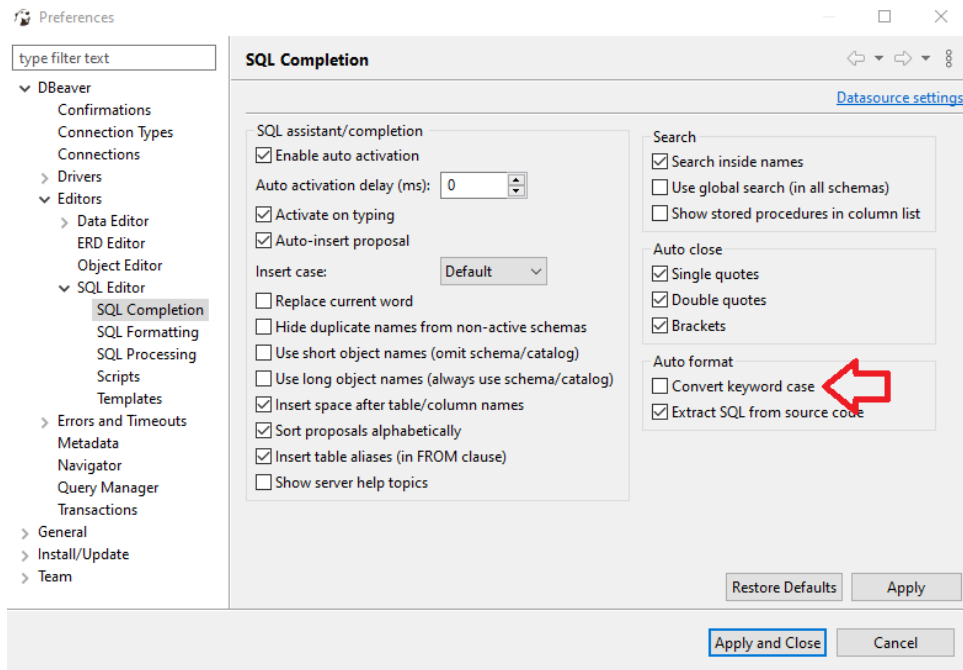 Preferences
type filter text
DBeaver
Confirmations
Connection Types
Connections
Drivers
Editors
Data Editor
ERD Editor
Object Editor
SQL Editor
SQL Completion
SQL Formatting
SQL Processing
Scripts
Templates
Errors and Timeouts
Metadata
Navigator
Query Manager
Transactions
General
Install/Update
Team
SQL Completion
Datasource settings
SQL assistant/completion
Enable auto activation
Auto activation delay (ms): 0
Activate on typing
Auto-insert proposal
Insert case: Default
Replace current word
Hide duplicate names from non-active schemas
Use short object names (omit schema/catalog)
Use long object names (always use schema/catalog)
Insert space after table/column names
Sort proposals alphabetically
Insert table aliases (in FROM clause)
Show server help topics
Search
Search inside names
Use global search (in all schemas)
Show stored procedures in column list
Auto close
Single quotes
Double quotes
Brackets
Auto format
Convert keyword case
Extract SQL from source code
Restore Defaults
Apply
Apply and Close
Cancel